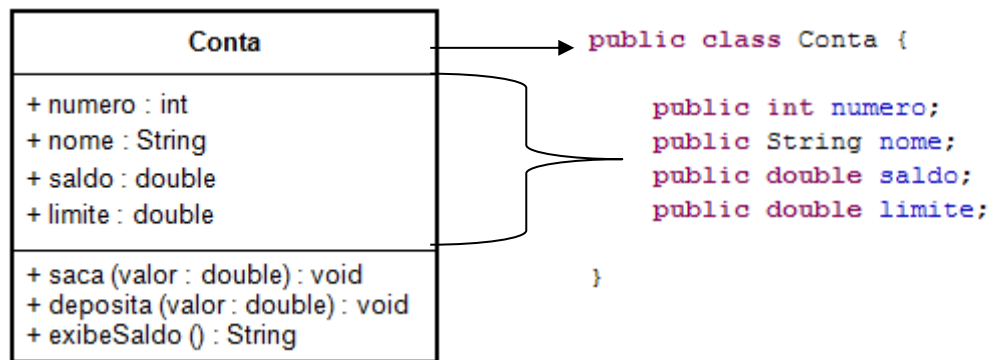 Conta
+ numero : int
+ nome : String
+ saldo : double
+ limite : double
+ saca (valor : double) : void
+ deposita (valor : double) : void
+ exibeSaldo () : String
public class Conta {
public int numero;
public String nome;
public double saldo;
public double limite;
}